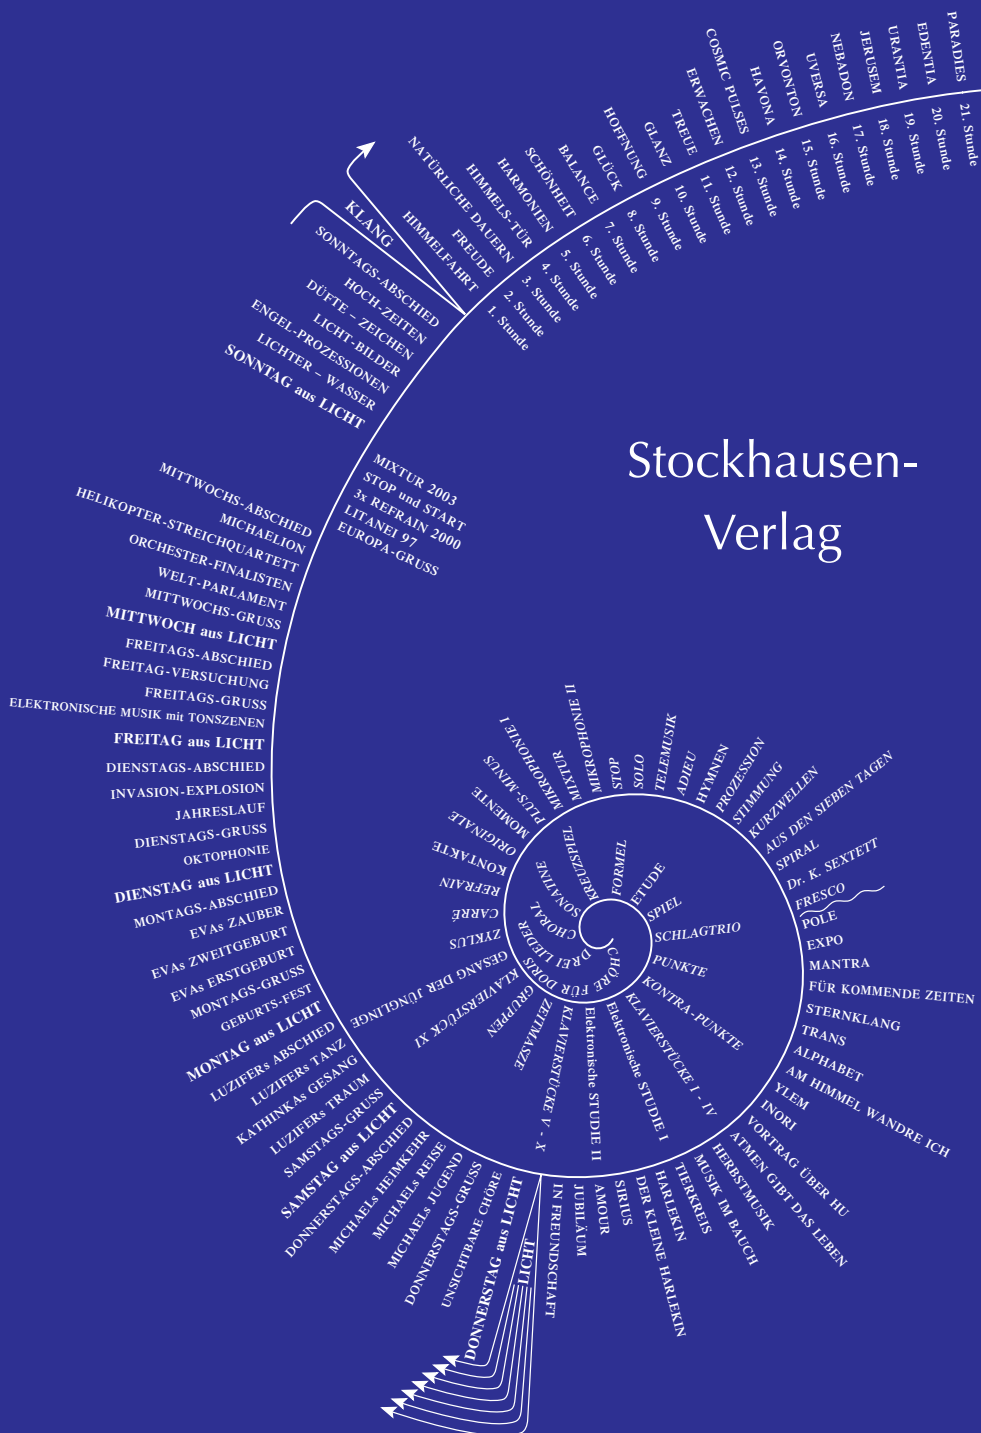 Stockhausen-
Verlag
CHÖRE FÜR DORIS
DREI LIEDER
CHORAL
SONATINE
KREUZSPIEL
FORMEL
ETUDE
SPIEL
SCHLAGTRIO
PUNKTE
KONTRA-PUNKTE
KLAVIERSTÜCKE I - IV
Elektronische STUDIE I
Elektronische STUDIE II
KLAVIERSTÜCKE V - X
ZEITMASZE
GRUPPEN
KLAVIERSTÜCK XI
GESANG DER JÜNGLINGE
ZYKLUS
CARRÉ
REFRAIN
KONTAKTE
ORIGINALE
MOMENTE
PLUS-MINUS
MIKROPHONIE I
MIXTUR
MIKROPHONIE II
STOP
SOLO
TELEMUSIK
ADIEU
HYMNEN
PROZESSION
STIMMUNG
KURZWELLEN
AUS DEN SIEBEN TAGEN
SPIRAL
Dr. K. SEXTETT
FRESCO
POLE
EXPO
MANTRA
FÜR KOMMENDE ZEITEN
STERNKLANG
TRANS
ALPHABET
AM HIMMEL WANDRE ICH
YLEM
INORI
VORTRAG ÜBER HU
ATMEN GIBT DAS LEBEN
HERBSTMUSIK
MUSIK IM BAUCH
TIERKREIS
HARLEKIN
DER KLEINE HARLEKIN
SIRIUS
AMOUR
JUBILÄUM
IN FREUNDSCHAFT
LICHT
DONNERSTAG aus LICHT
UNSICHTBARE CHÖRE
DONNERSTAGS-GRUSS
MICHAELs JUGEND
MICHAELs REISE
MICHAELs HEIMKEHR
DONNERSTAGS-ABSCHIED
SAMSTAG aus LICHT
SAMSTAGS-GRUSS
LUZIFERs TRAUM
KATHINKAs GESANG
LUZIFERs TANZ
LUZIFERs ABSCHIED
MONTAG aus LICHT
GEBURTS-FEST
MONTAGS-GRUSS
EVAs ERSTGEBURT
EVAs ZWEITGEBURT
EVAs ZAUBER
MONTAGS-ABSCHIED
DIENSTAG aus LICHT
OKTOPHONIE
DIENSTAGS-GRUSS
JAHRESLAUF
INVASION-EXPLOSION
DIENSTAGS-ABSCHIED
FREITAG aus LICHT
ELEKTRONISCHE MUSIK mit TONSZENEN
FREITAGS-GRUSS
FREITAG-VERSUCHUNG
FREITAGS-ABSCHIED
MITTWOCH aus LICHT
MITTWOCHS-GRUSS
WELT-PARLAMENT
ORCHESTER-FINALISTEN
HELIKOPTER-STREICHQUARTETT
MICHAELION
MITTWOCHS-ABSCHIED
EUROPA-GRUSS
LITANEI 97
3x REFRAIN 2000
STOP und START
MIXTUR 2003
SONNTAG aus LICHT
LICHTER – WASSER
ENGEL-PROZESSIONEN
LICHT-BILDER
DÜFTE – ZEICHEN
HOCH-ZEITEN
SONNTAGS-ABSCHIED
KLANG
HIMMELFAHRT
1. Stunde
FREUDE
2. Stunde
NATÜRLICHE DAUERN
3. Stunde
HIMMELS-TÜR
4. Stunde
HARMONIEN
5. Stunde
SCHÖNHEIT
6. Stunde
BALANCE
7. Stunde
GLÜCK
8. Stunde
HOFFNUNG
9. Stunde
GLANZ
10. Stunde
TREUE
11. Stunde
ERWACHEN
12. Stunde
COSMIC PULSES
13. Stunde
HAVONA
14. Stunde
ORVONTON
15. Stunde
UVERSA
16. Stunde
NEBADON
17. Stunde
JERUSEM
18. Stunde
URANTIA
19. Stunde
EDENTIA
20. Stunde
PARADIES
21. Stunde